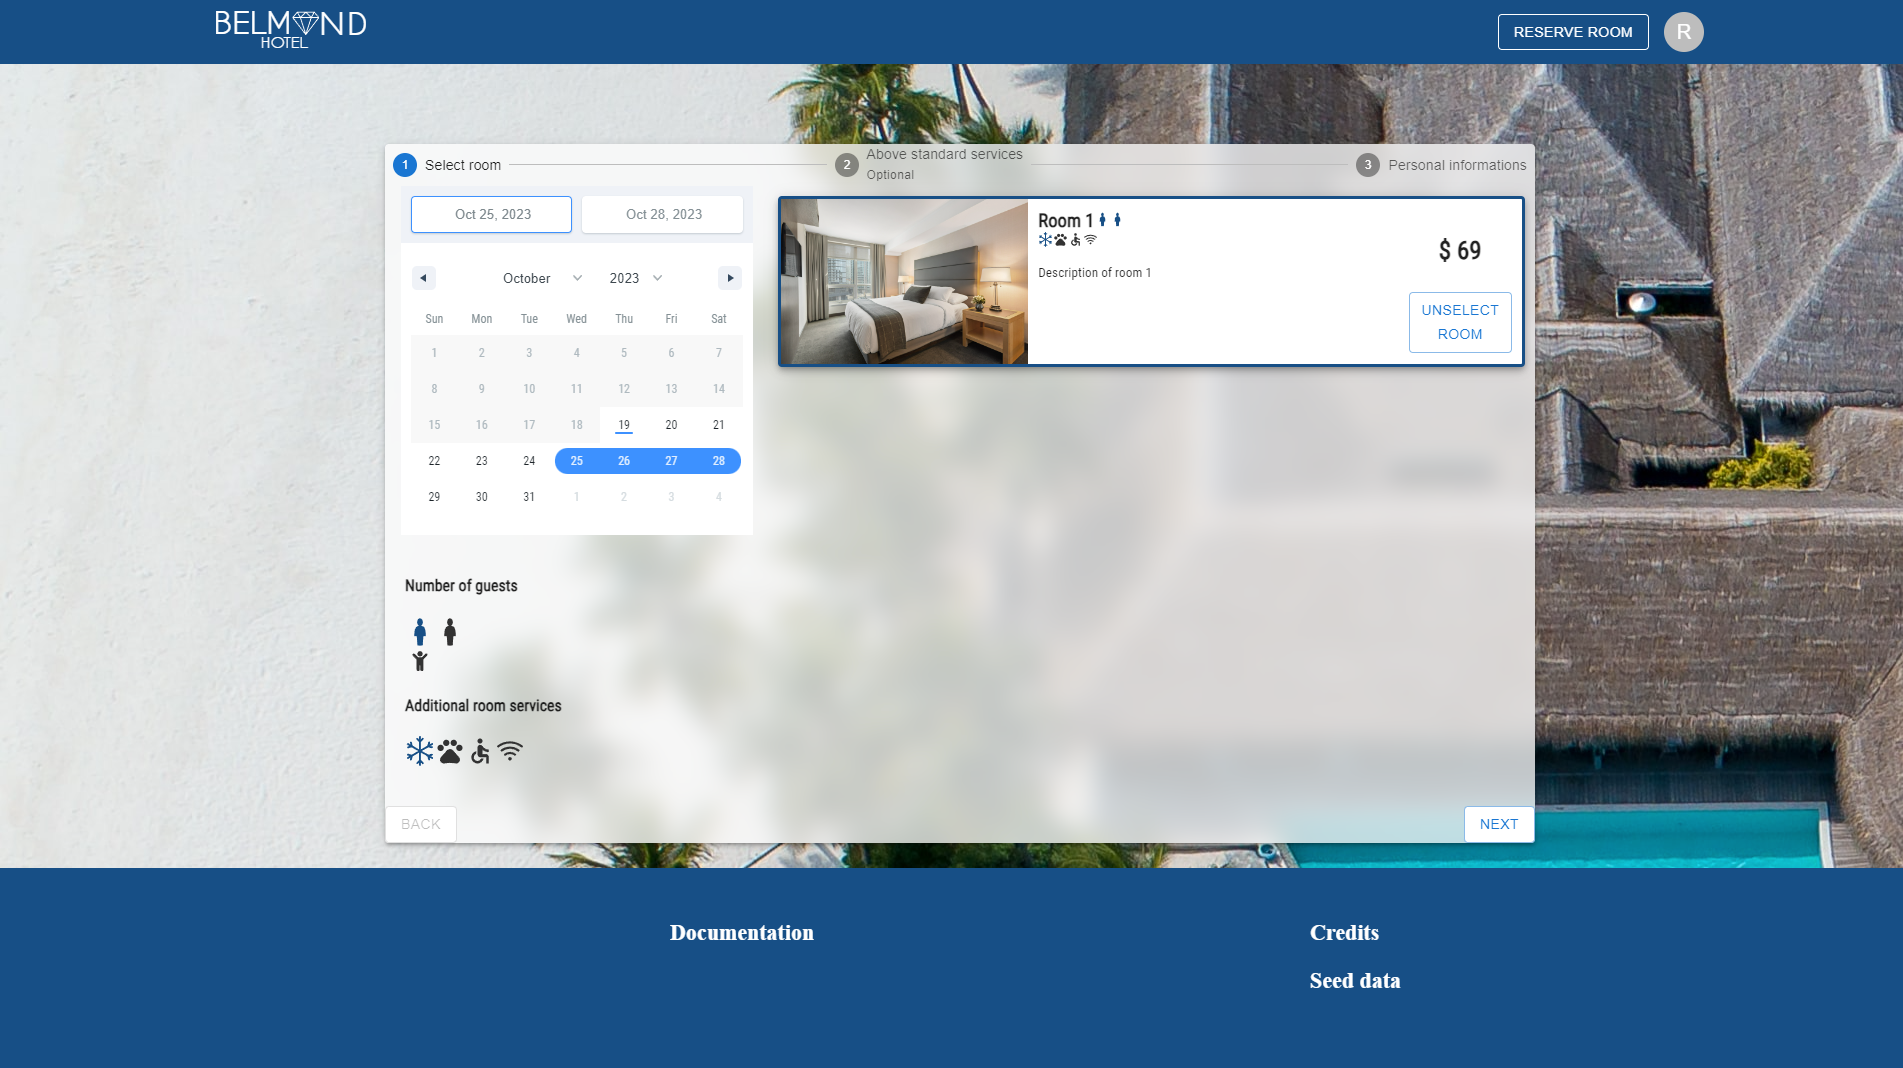 BELMOND
HOTEL
RESERVE ROOM
R
1 Select room
2 Above standard services
Optional
3 Personal informations
Oct 25, 2023
Oct 28, 2023
October
2023
Sun Mon Tue Wed Thu Fri Sat
1 2 3 4 5 6 7
8 9 10 11 12 13 14
15 16 17 18 19 20 21
22 23 24 25 26 27 28
29 30 31 1 2 3 4
Room 1
Description of room 1
$ 69
UNSELECT
ROOM
Number of guests
Additional room services
BACK
NEXT
Documentation
Credits
Seed data